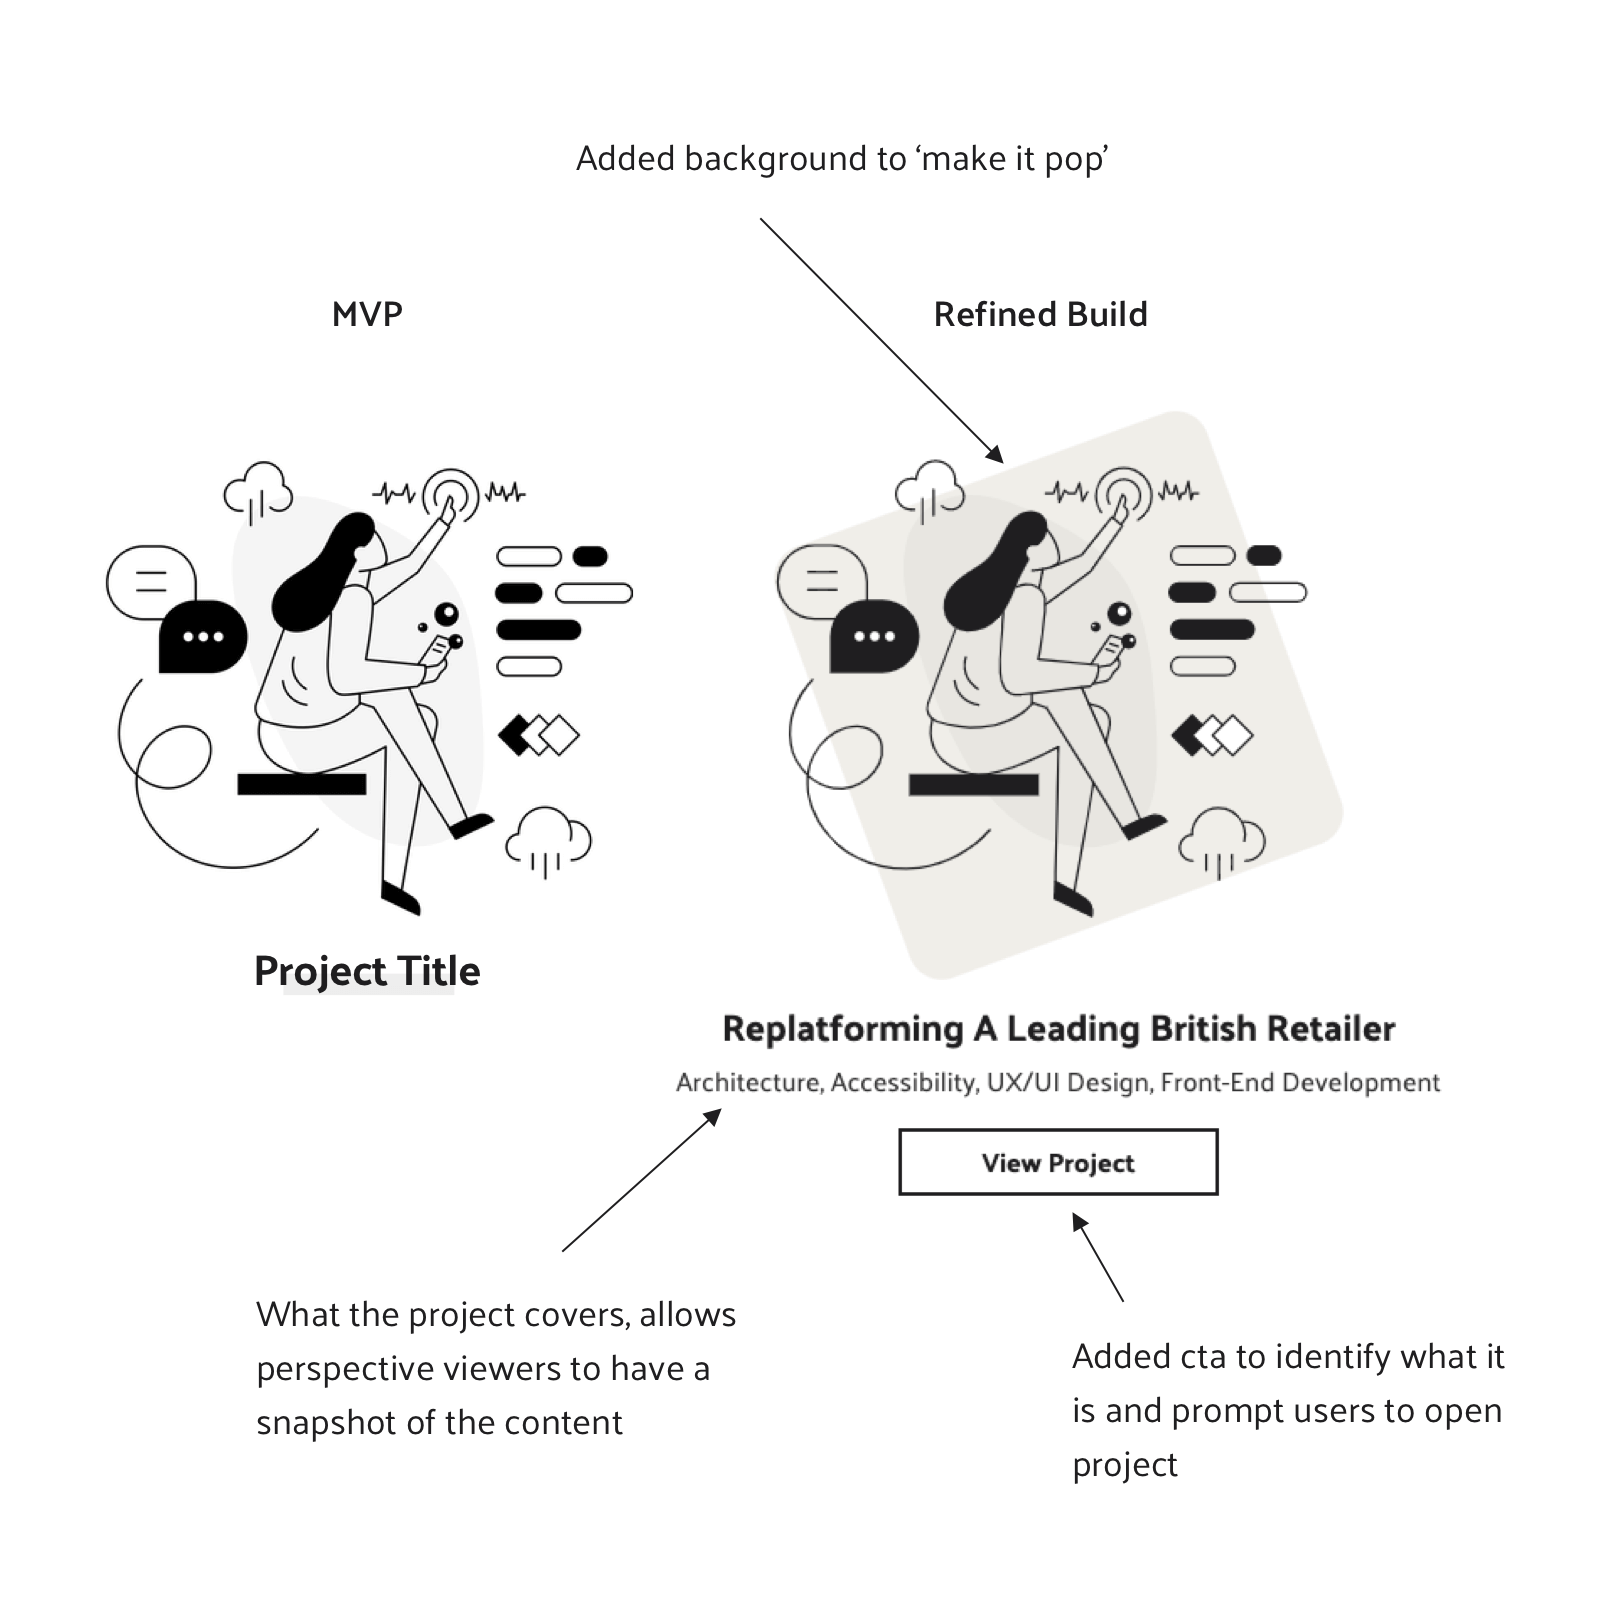 Added background to ‘make it pop’
MVP
Refined Build
Project Title
Replatforming A Leading British Retailer
Architecture, Accessibility, UX/UI Design, Front-End Development
View Project
What the project covers, allows
perspective viewers to have a
snapshot of the content
Added cta to identify what it
is and prompt users to open
project